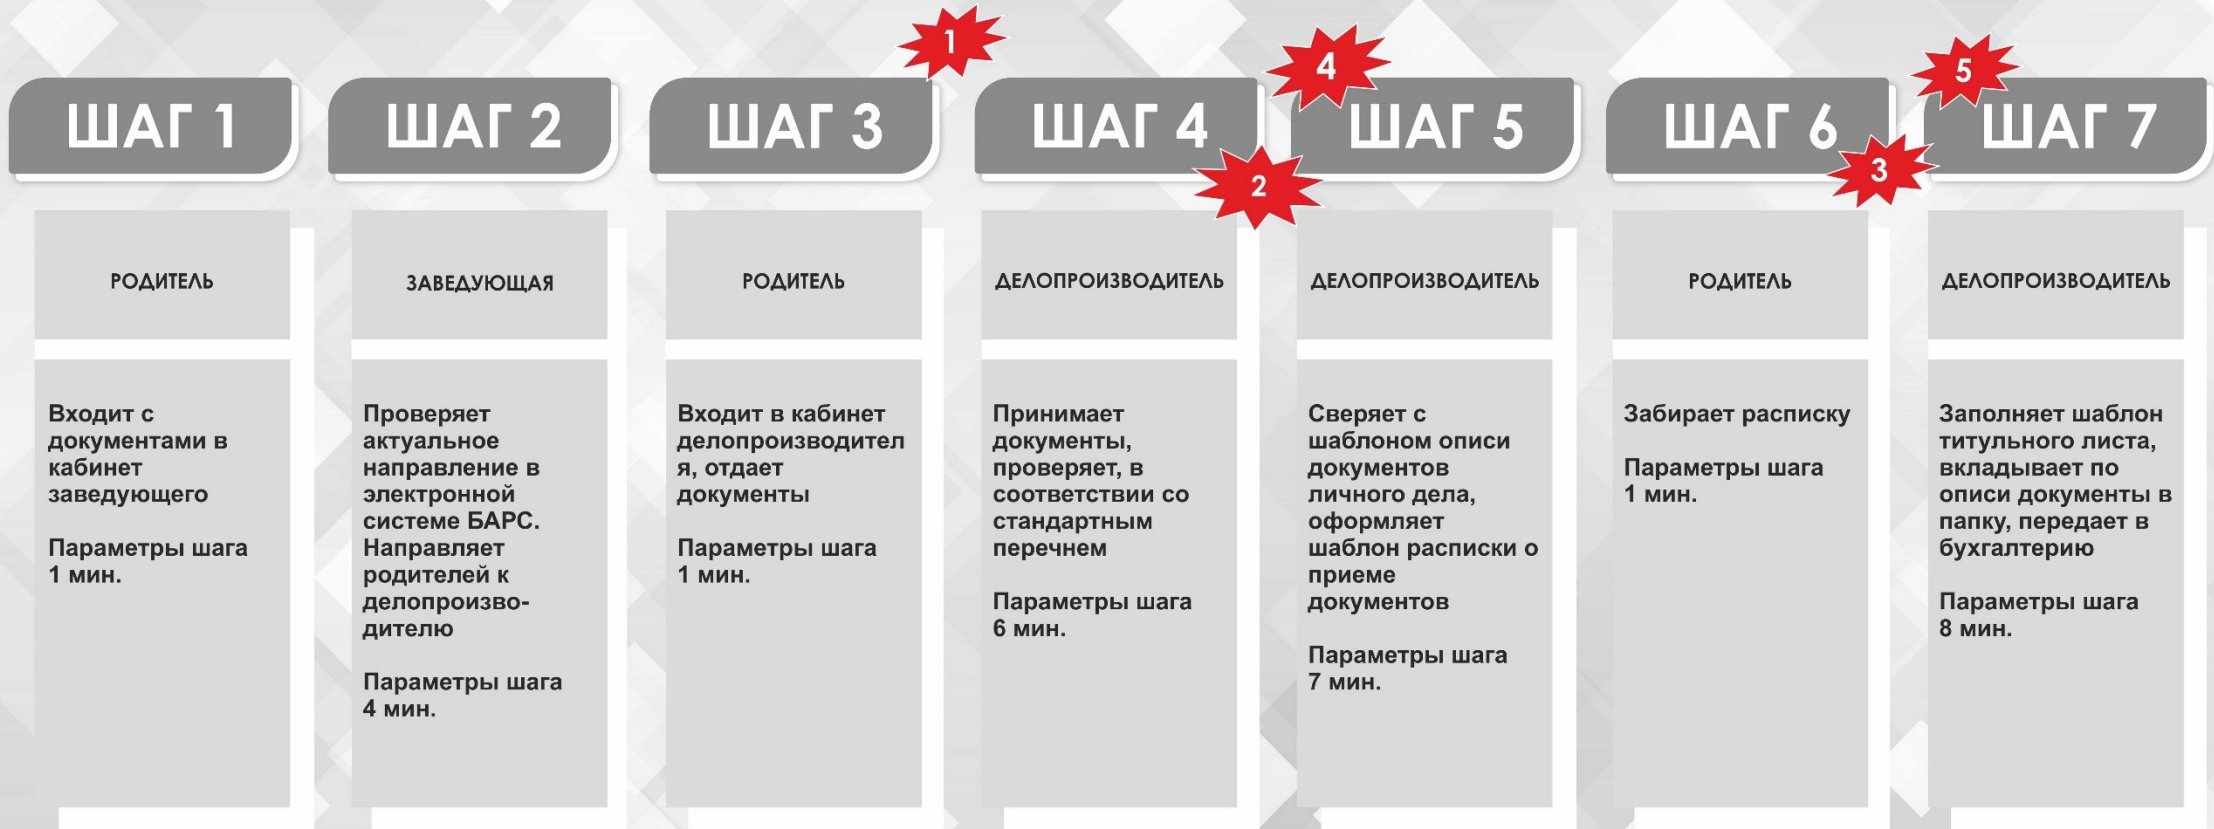 1
4
5
ШАГ 1
ШАГ 2
ШАГ 3
ШАГ 4
ШАГ 5
ШАГ 6
ШАГ 7
2
3
РОДИТЕЛЬ
ЗАВЕДУЮЩАЯ
РОДИТЕЛЬ
ДЕЛОПРОИЗВОДИТЕЛЬ
ДЕЛОПРОИЗВОДИТЕЛЬ
РОДИТЕЛЬ
ДЕЛОПРОИЗВОДИТЕЛЬ
Входит с
документами в
кабинет
заведующего
Параметры шага
1 мин.
Проверяет
актуальное
направление в
электронной
системе БАРС.
Направляет
родителей к
делопроизво-
дителю
Параметры шага
4 мин.
Входит в кабинет
делопроизводител
я, отдает
документы
Параметры шага
1 мин.
Принимает
документы,
проверяет, в
соответствии со
стандартным
перечнем
Параметры шага
6 мин.
Сверяет с
шаблоном описи
документов
личного дела,
оформляет
шаблон расписки о
приеме
документов
Параметры шага
7 мин.
Забирает расписку
Параметры шага
1 мин.
Заполняет шаблон
титульного листа,
вкладывает по
описи документы в
папку, передает в
бухгалтерию
Параметры шага
8 мин.